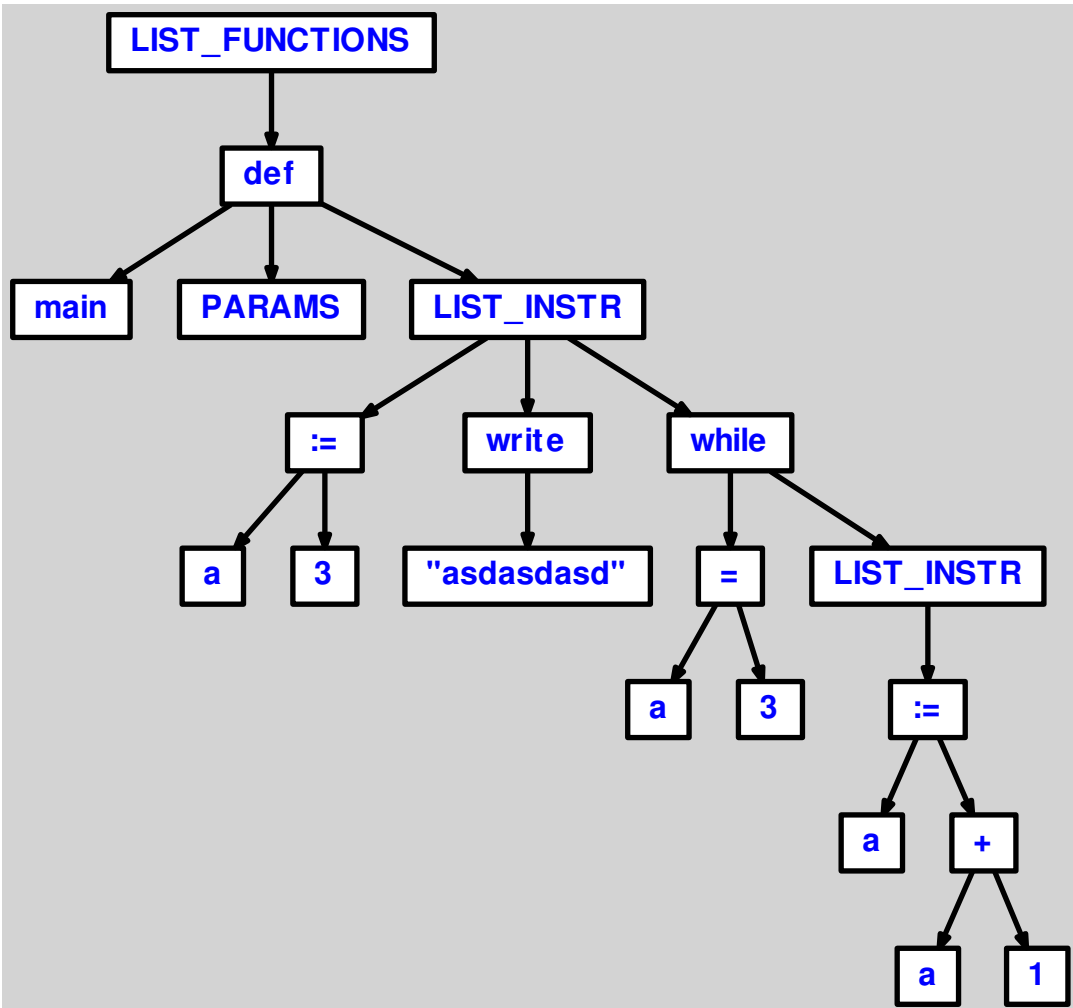 LIST_FUNCTIONS
def
main PARAMS LIST_INSTR
:= write while
a 3 "asdasdasd" = LIST_INSTR
a 3 :=
a +
a 1